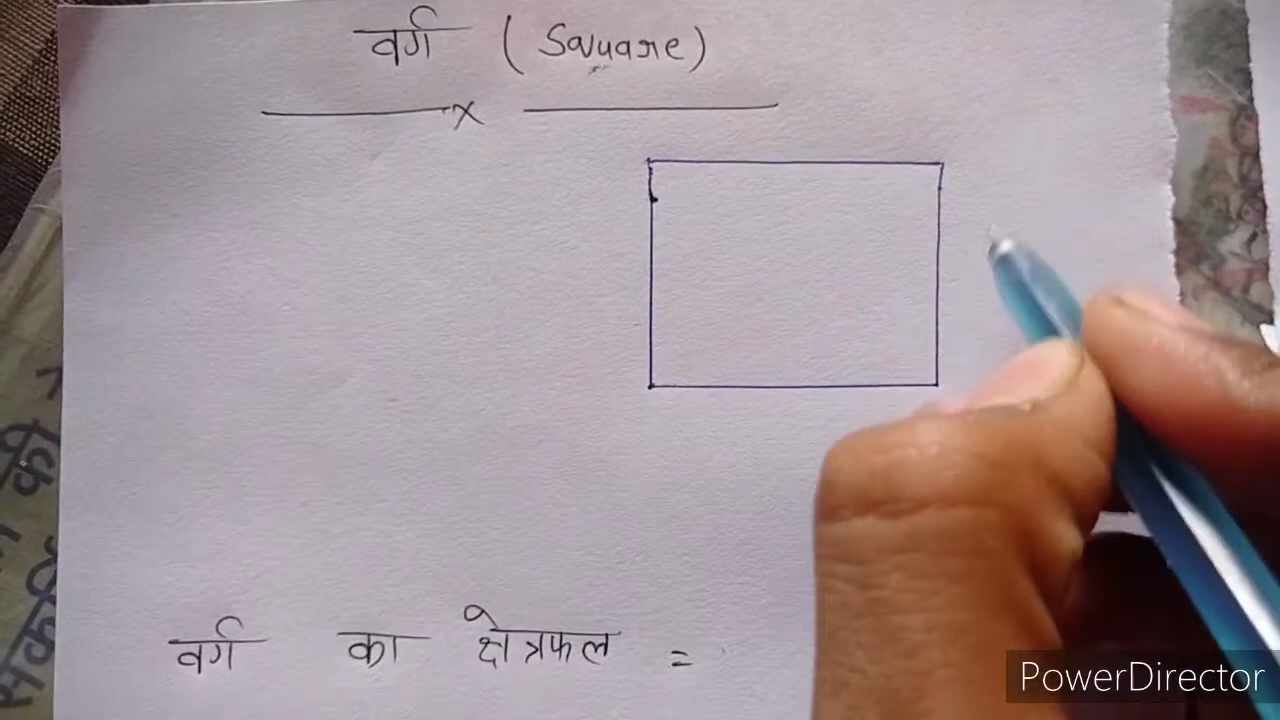 वर्ग ( Square)
x
वर्ग का क्षेत्रफल =
PowerDirector